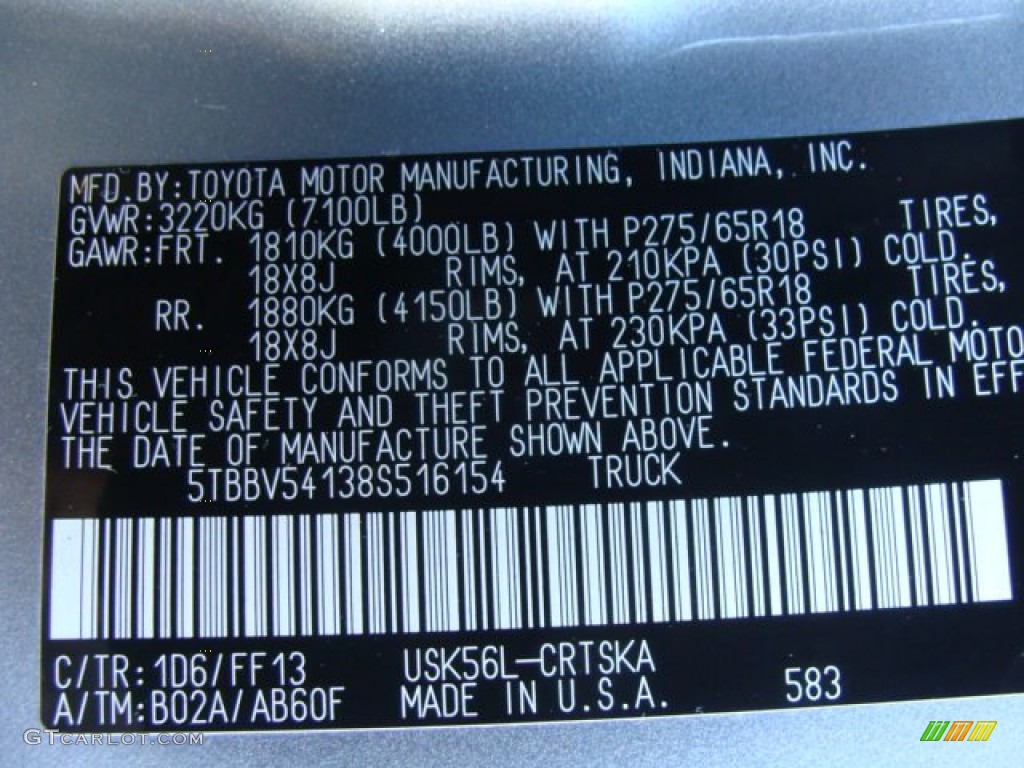 MFD.BY:TOYOTA MOTOR MANUFACTURING, INDIANA, INC.
GVWR:3220KG (7100LB)
GAWR:FRT. 1810KG (4000LB) WITH P275/65R18 TIRES,
18X8J RIMS, AT 210KPA (30PSI) COLD.
RR. 1880KG (4150LB) WITH P275/65R18 TIRES,
18X8J RIMS, AT 230KPA (33PSI) COLD.
THIS VEHICLE CONFORMS TO ALL APPLICABLE FEDERAL MOTO
VEHICLE SAFETY AND THEFT PREVENTION STANDARDS IN EFF
THE DATE OF MANUFACTURE SHOWN ABOVE.
5TBBV54138S516154 TRUCK
C/TR:1D6/FF13 USK56L-CRTSKA
A/TM:B02A/AB60F MADE IN U.S.A. 583
GTCARLOT.COM